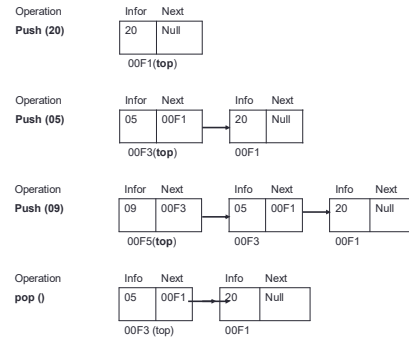 Operation Infor Next
Push (20) 20 Null
00F1(top)
Operation Infor Next Info Next
Push (05) 05 00F1 20 Null
00F3(top) 00F1
Operation Infor Next Info Next Info Next
Push (09) 09 00F3 05 00F1 20 Null
00F5(top) 00F3 00F1
Operation Info Next Info Next
pop () 05 00F1 20 Null
00F3 (top) 00F1